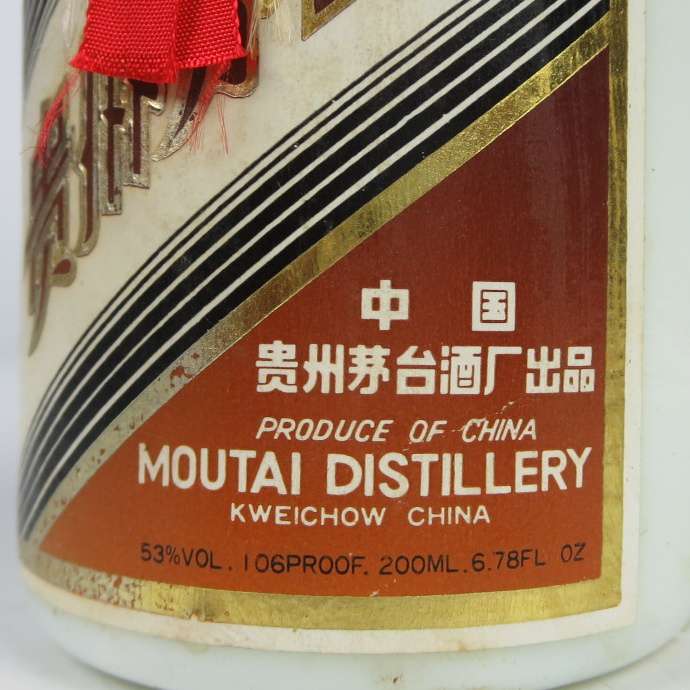 中国
贵州茅台酒厂出品
PRODUCE OF CHINA
MOUTAI DISTILLERY
KWEICHOW CHINA
53%VOL. 106PROOF. 200ML. 6.78FL OZ